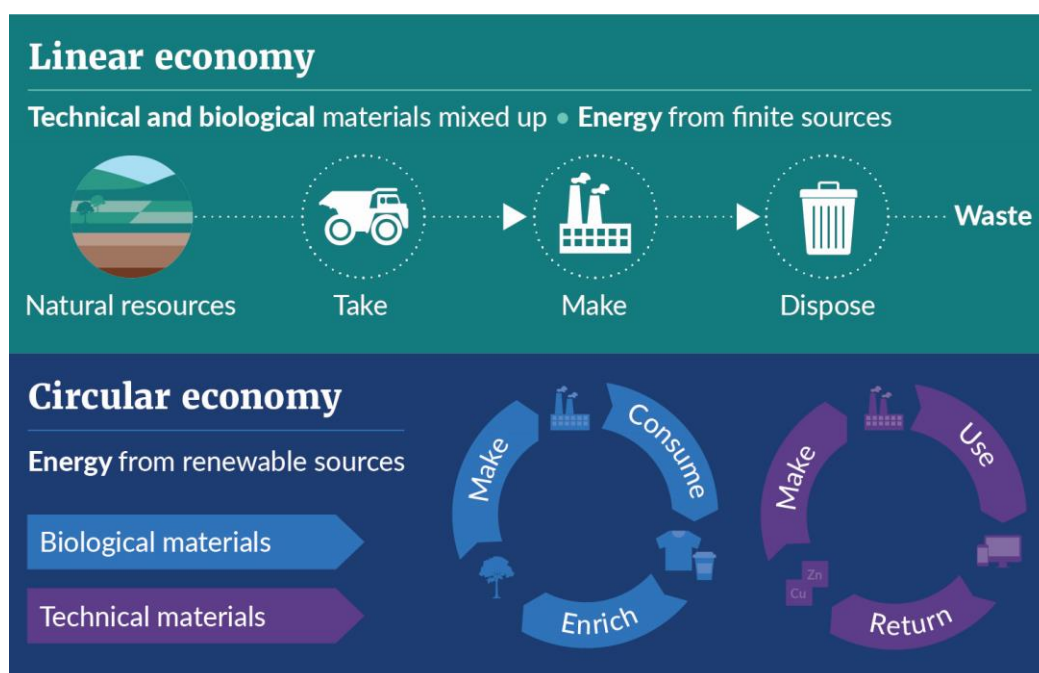 Linear economy
Technical and biological materials mixed up • Energy from finite sources
Waste
Natural resources
Take
Make
Dispose
Circular economy
Energy from renewable sources
Biological materials
Technical materials
Make
Consume
Enrich
Make
Use
Zn
Cu
Return